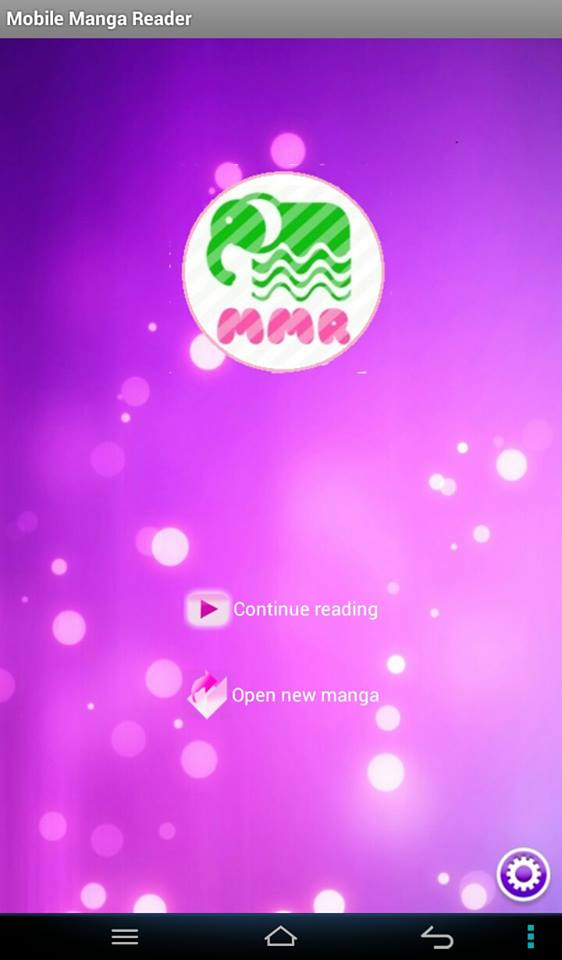 Mobile Manga Reader
MMR
Continue reading
Open new manga